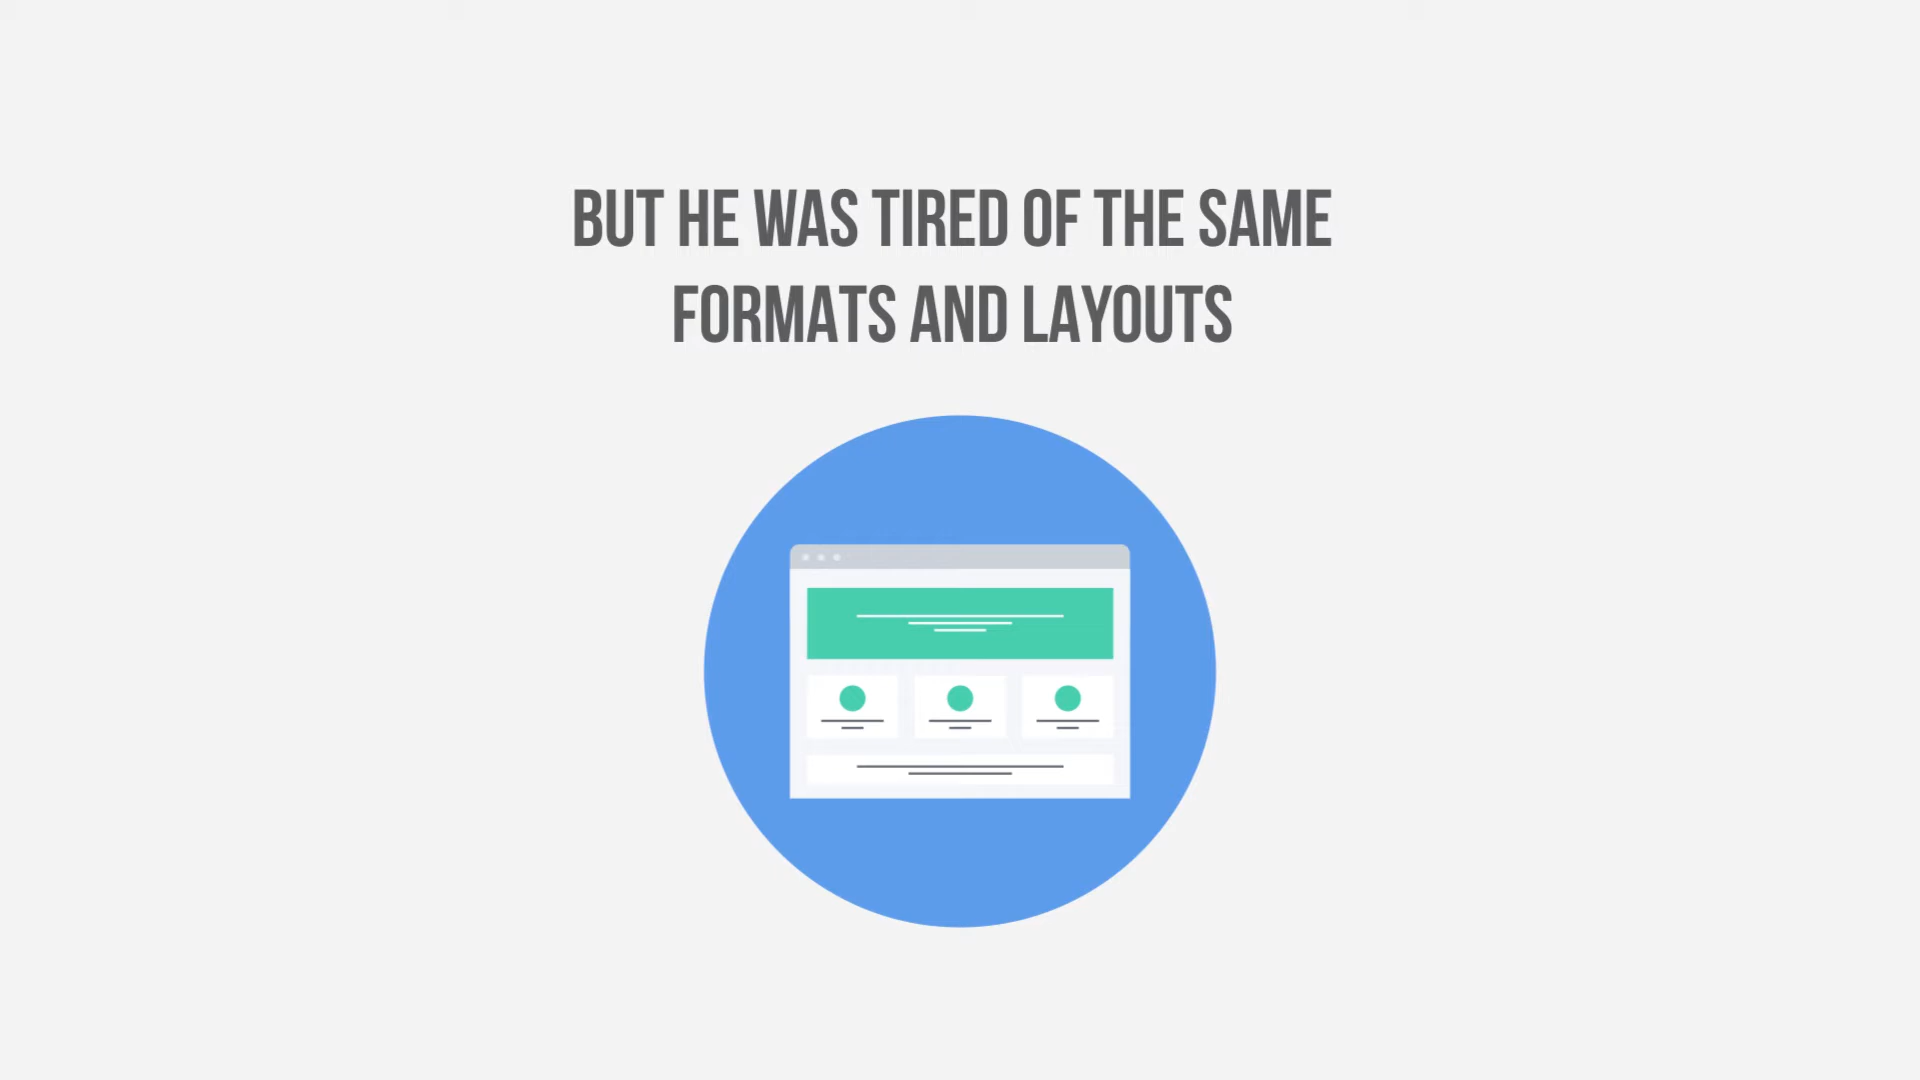 BUT HE WAS TIRED OF THE SAME
FORMATS AND LAYOUTS